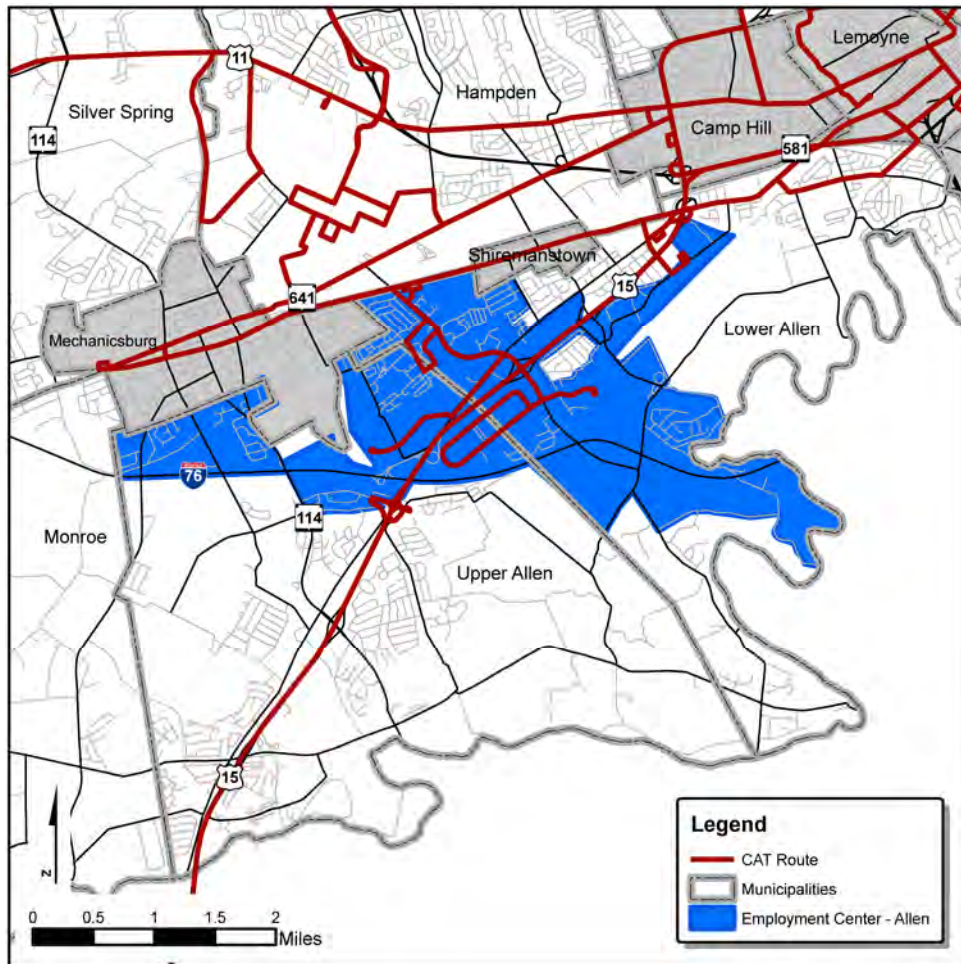 Lemoyne
11
Hampden
Silver Spring
114
Camp Hill
581
Shiremanstown
15
641
Lower Allen
Mechanicsburg
76
114
Monroe
Upper Allen
15
Legend
CAT Route
Municipalities
Employment Center - Allen
N
0 0.5 1 1.5 2
Miles